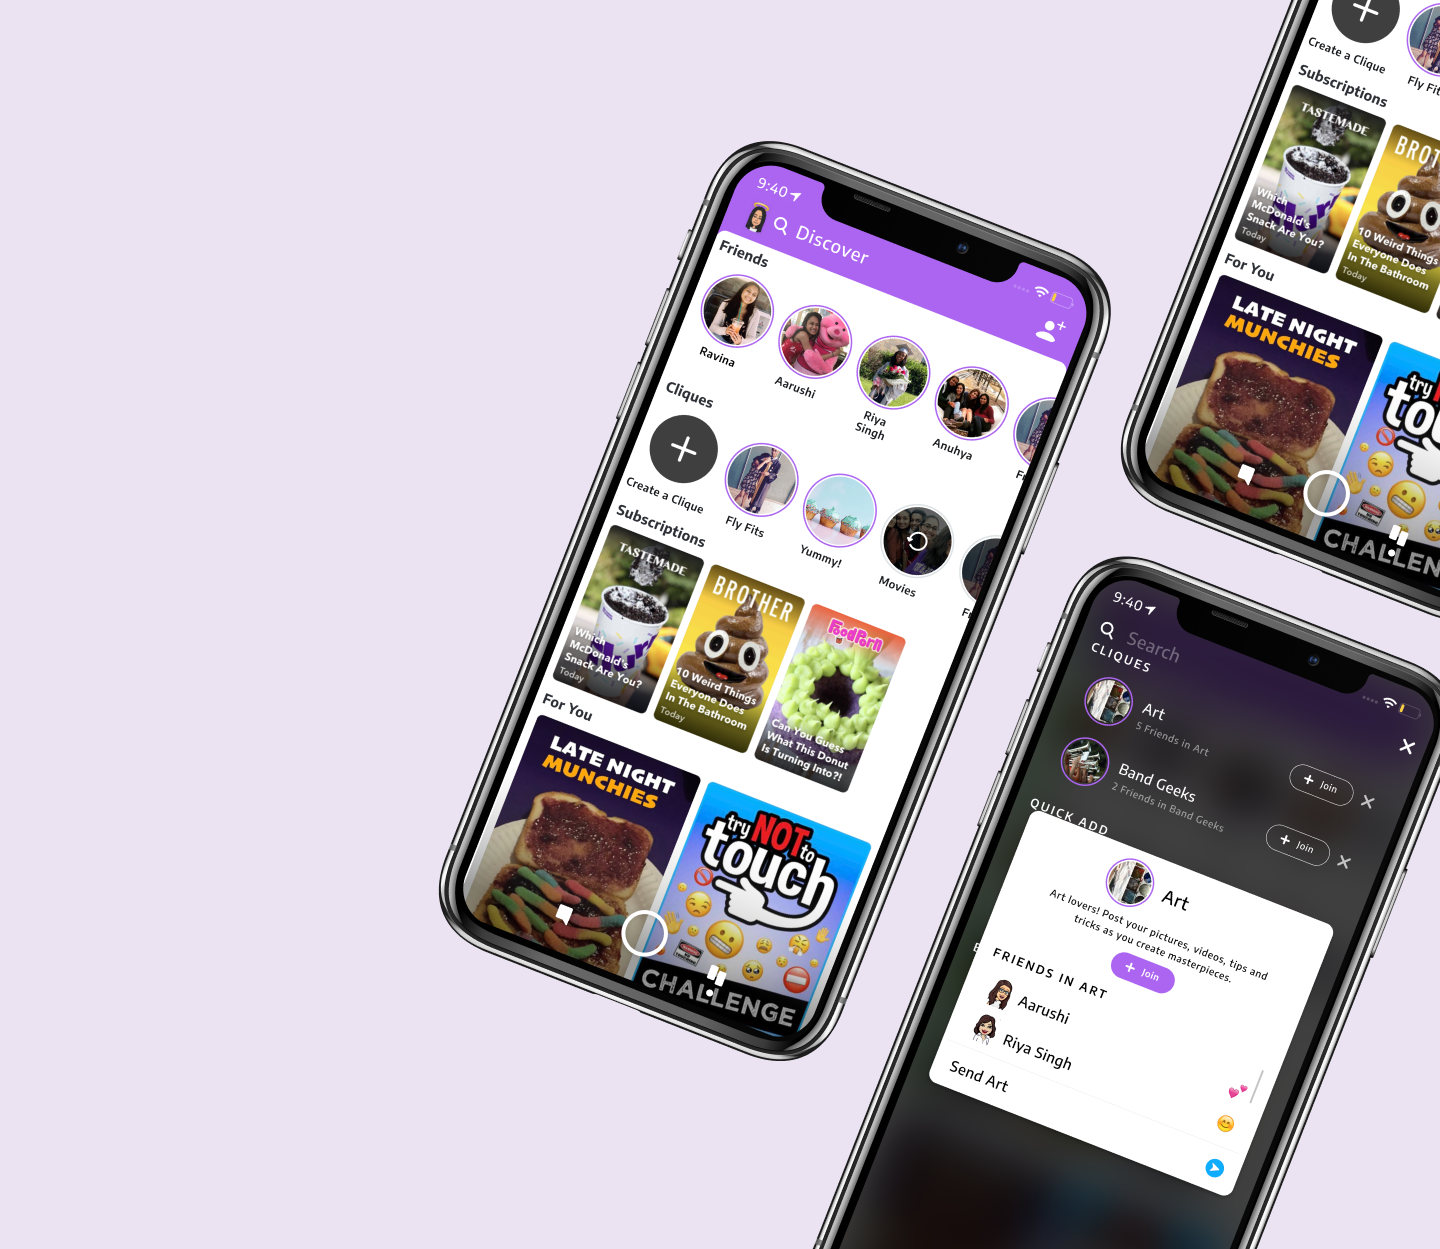 9:40
Discover
Friends
Ravina
Aarushi
Riya
Singh
Anuhya
Cliques
Create a Clique
Fly Fits
Yummy!
Movies
Subscriptions
TASTEMADE
Which
McDonald's
Snack Are You?
Today
BROTHER
10 Weird Things
Everyone Does
In The Bathroom
Today
FoodPorn
Can You Guess
What This Donut
Is Turning Into?!
For You
LATE NIGHT
MUNCHIES
try NOT to
touch
CHALLENGE
Create a Clique
Fly Fit
Subscriptions
TASTEMADE
Which
McDonald's
Snack Are You?
Today
BROT
10 Weird Things
Everyone Does
In The Bathroom
Today
For You
LATE NIGHT
MUNCHIES
try
touc
CHALLEN
9:40
Search
CLIQUES
Art
5 Friends in Art
Join
Band Geeks
2 Friends in Band Geeks
Join
QUICK ADD
Art
Art lovers! Post your pictures, videos, tips and
tricks as you create masterpieces.
Join
FRIENDS IN ART
Aarushi
Riya Singh
Send Art